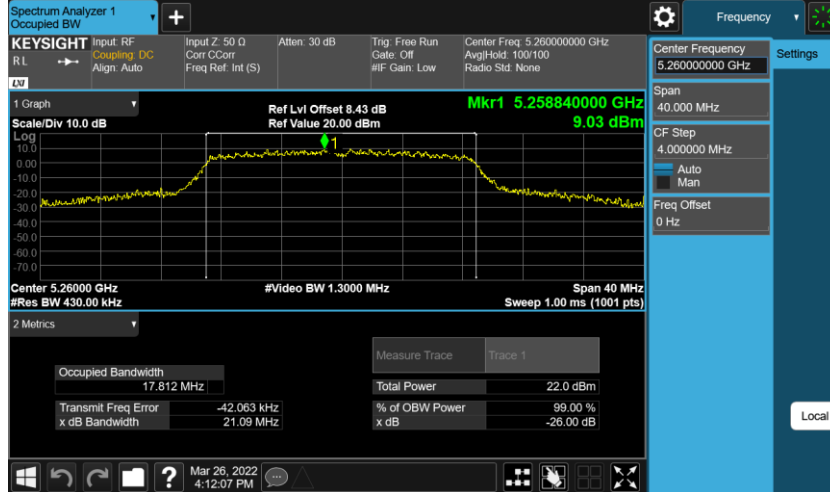 Spectrum Analyzer 1
Occupied BW
+
Frequency
KEYSIGHT
R L
LXI
Input: RF
Coupling: DC
Align: Auto
Input Z: 50 Ω
Corr CCorr
Freq Ref: Int (S)
Atten: 30 dB
Trig: Free Run
Gate: Off
#IF Gain: Low
Center Freq: 5.260000000 GHz
Avg|Hold: 100/100
Radio Std: None
Center Frequency
5.260000000 GHz
Settings
Span
40.000 MHz
CF Step
4.000000 MHz
Auto
Man
Freq Offset
0 Hz
Local
1 Graph
Scale/Div 10.0 dB
Ref Lvl Offset 8.43 dB
Ref Value 20.00 dBm
Mkr1 5.258840000 GHz
9.03 dBm
Log
10.0
0.00
-10.0
-20.0
-30.0
-40.0
-50.0
-60.0
-70.0
1
Center 5.26000 GHz
#Res BW 430.00 kHz
#Video BW 1.3000 MHz
Span 40 MHz
Sweep 1.00 ms (1001 pts)
2 Metrics
Measure Trace Trace 1
Occupied Bandwidth
17.812 MHz
Total Power 22.0 dBm
Transmit Freq Error -42.063 kHz
% of OBW Power 99.00 %
x dB Bandwidth 21.09 MHz
x dB -26.00 dB
?
Mar 26, 2022
4:12:07 PM